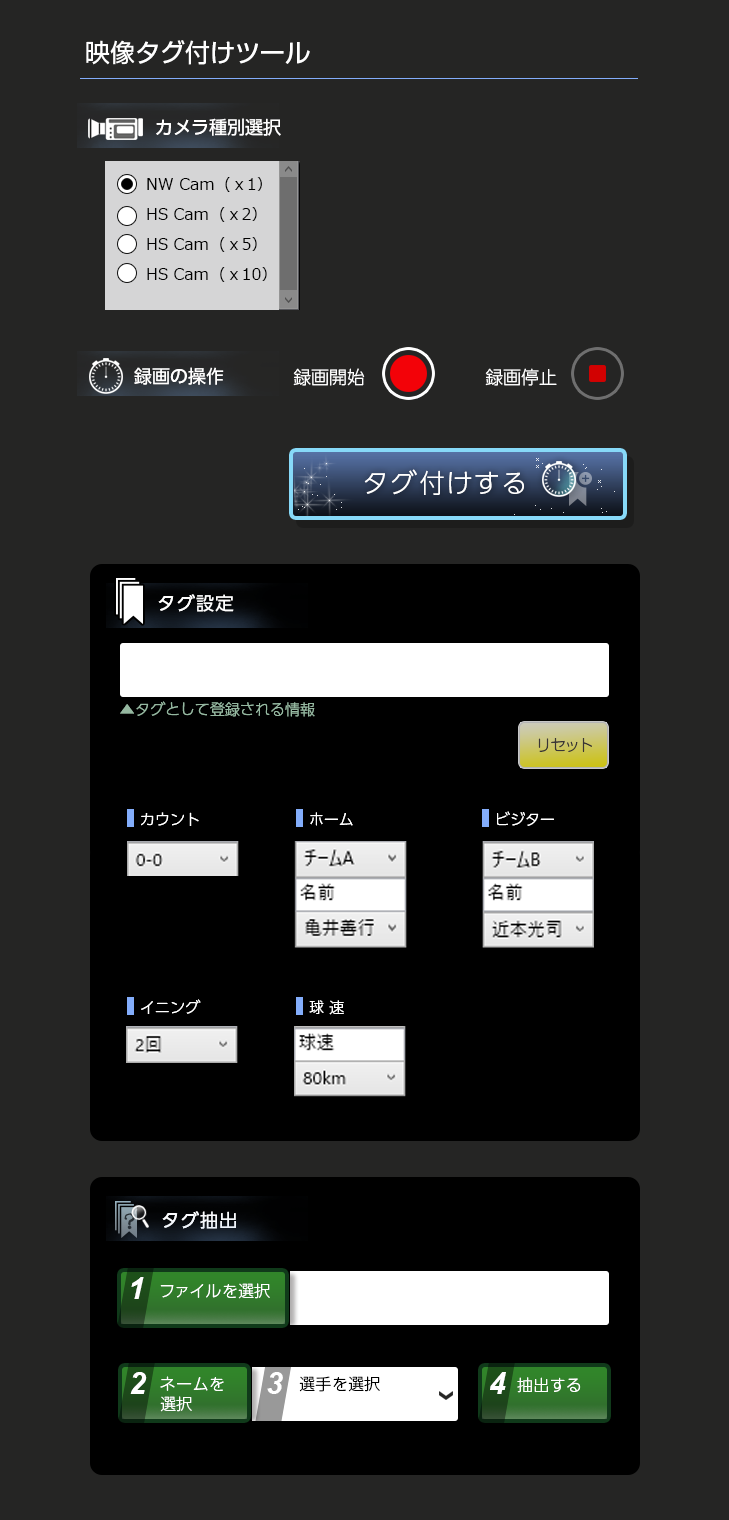 映像タグ付けツール
カメラ種別選択
NW Cam（ｘ1）
HS Cam（ｘ2）
HS Cam（ｘ5）
HS Cam（ｘ10）
録画の操作
録画開始
録画停止
タグ付けする
タグ設定
▲タグとして登録される情報
リセット
カウント
ホーム
ビジター
0-0
チームA
チームB
名前
名前
亀井善行
近本光司
イニング
球 速
2回
球速
80km
タグ抽出
1 ファイルを選択
2 ネームを
選択
3 選手を選択
4 抽出する